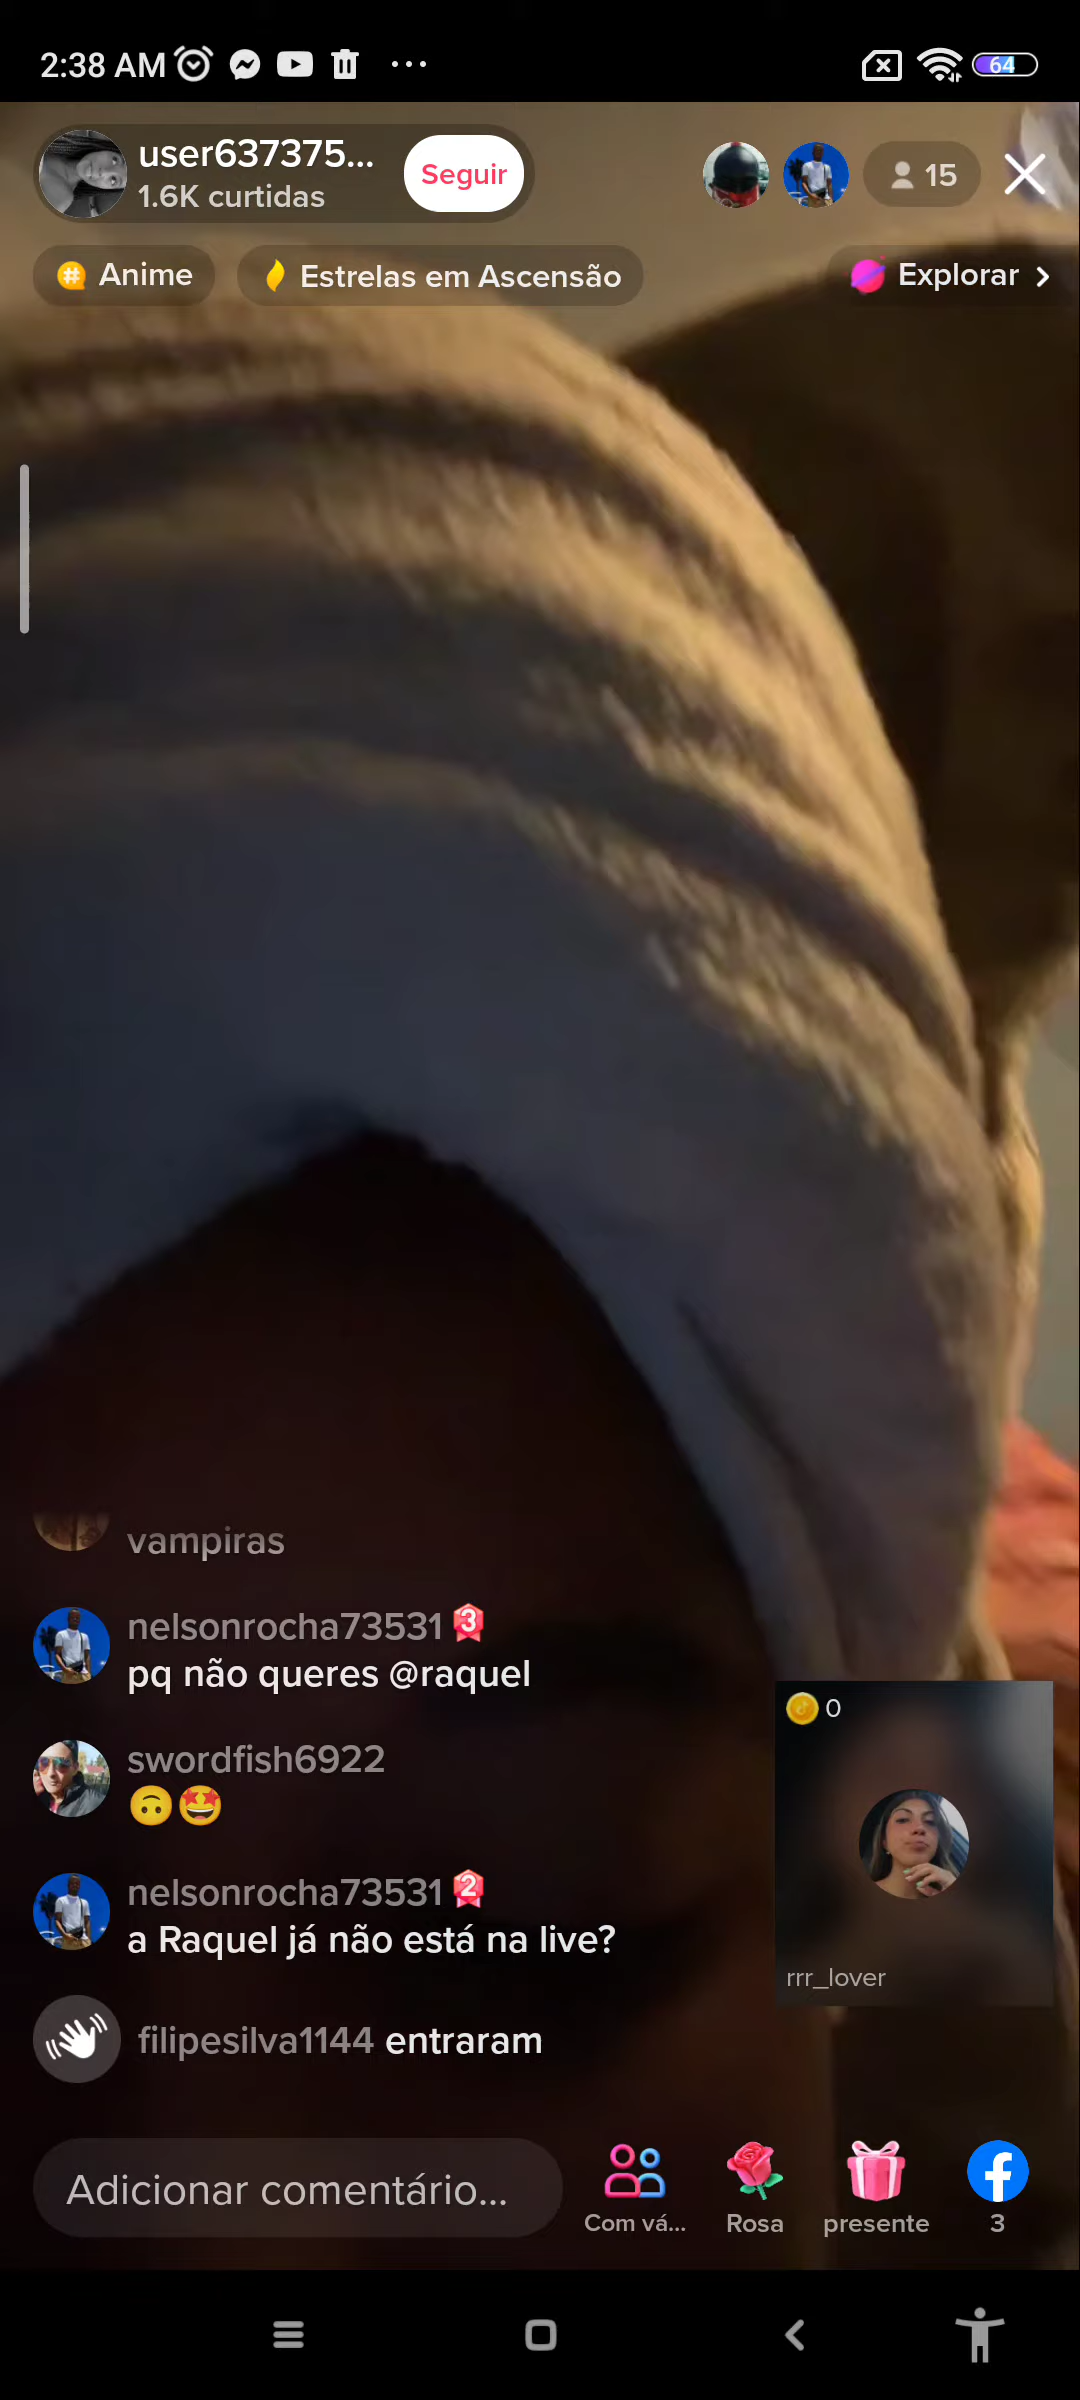 2:38 AM
64
user637375...
1.6K curtidas
Seguir
15
Anime
Estrelas em Ascensão
Explorar
vampiras
nelsonrocha73531 3
pq não queres @raquel
swordfish6922
🙃🤩
nelsonrocha73531 2
a Raquel já não está na live?
filipesilva1144 entraram
0
rrr_lover
Adicionar comentário...
Com vá...
Rosa
presente
3